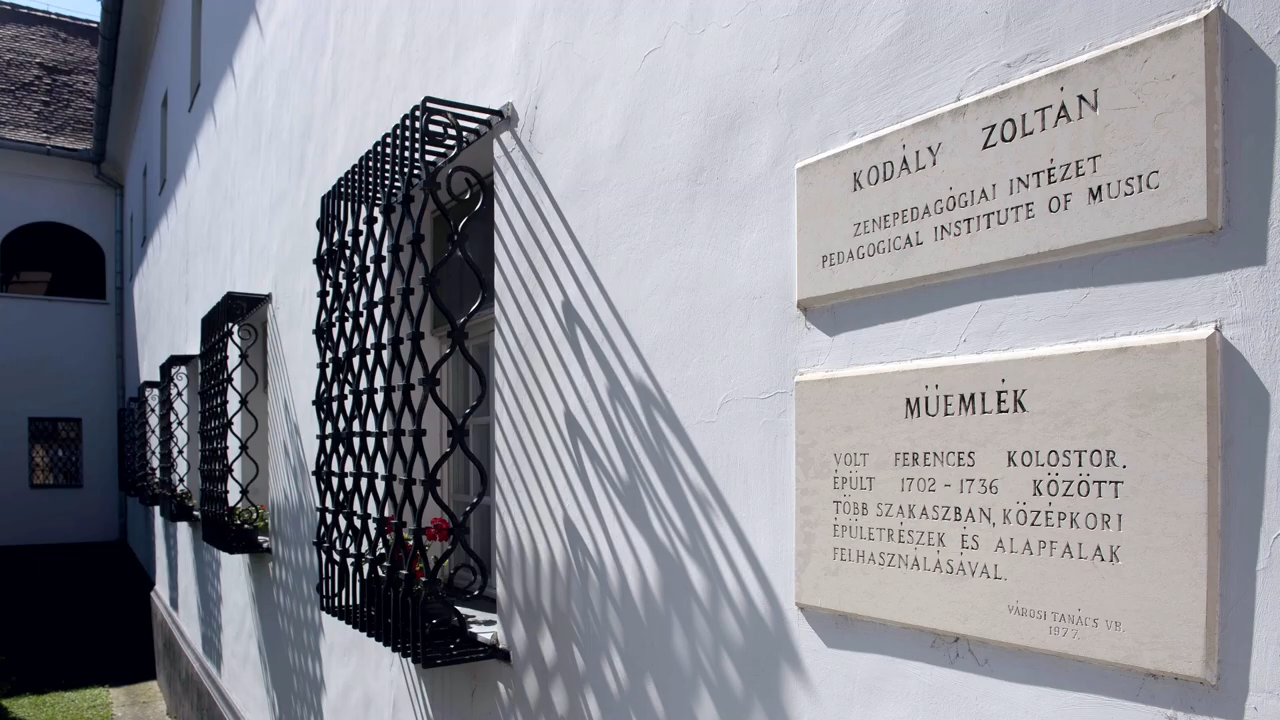 KODÁLY ZOLTÁN
ZENEPEDAGÓGIAI INTÉZET
PEDAGOGICAL INSTITUTE OF MUSIC
MÜEMLÉK
VOLT FERENCES KOLOSTOR.
ÉPÜLT 1702-1736 KÖZÖTT
TÖBB SZAKASZBAN, KÖZÉPKORI
ÉPÜLETRÉSZEK ÉS ALAPFALAK
FELHASZNÁLÁSÁVAL.
VÁROSI TANÁCS VB.
1977.